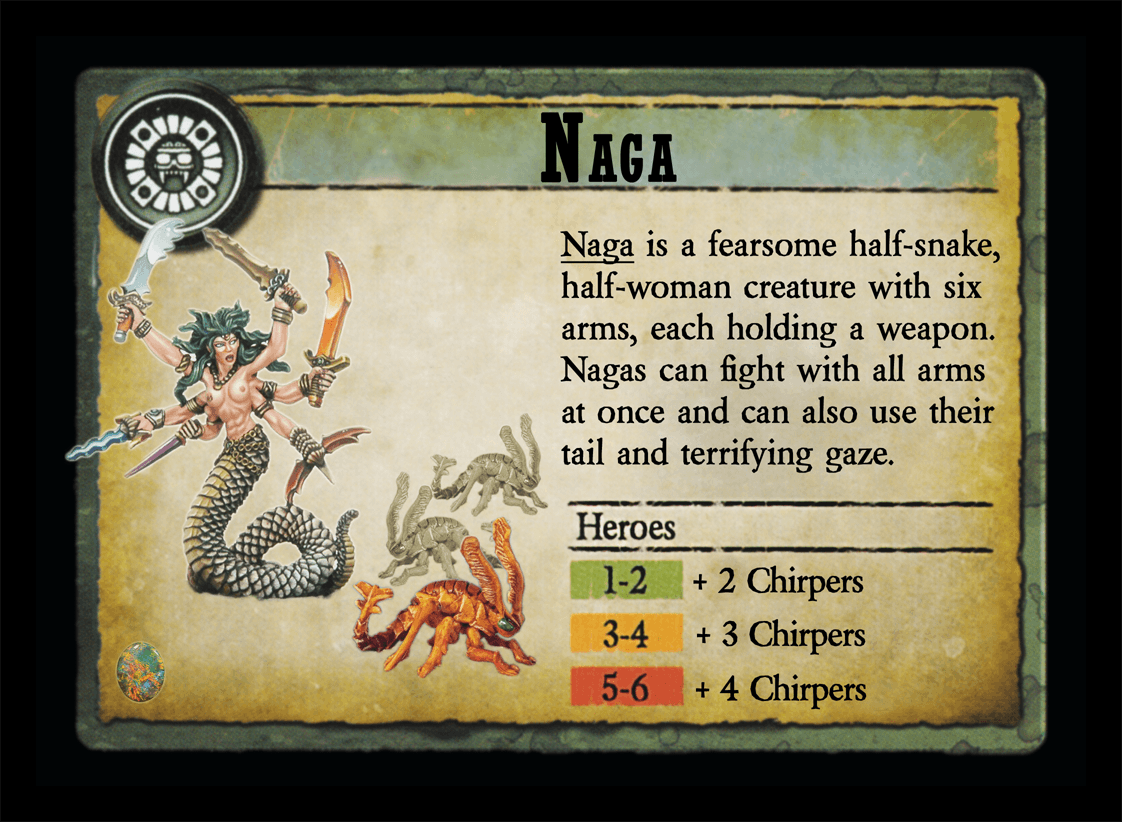 Naga
Naga is a fearsome half-snake,
half-woman creature with six
arms, each holding a weapon.
Nagas can fight with all arms
at once and can also use their
tail and terrifying gaze.
Heroes
1-2 + 2 Chirpers
3-4 + 3 Chirpers
5-6 + 4 Chirpers